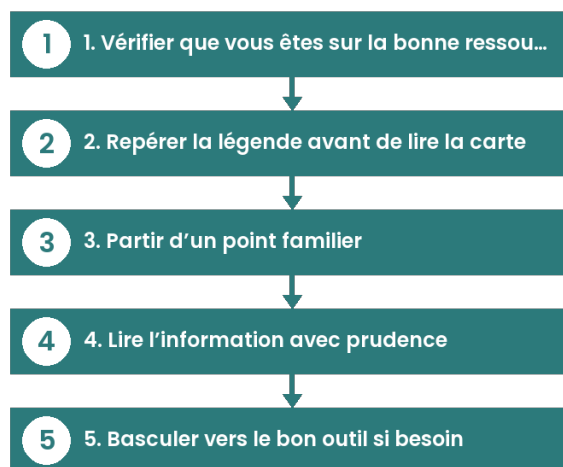 1
1. Vérifier que vous êtes sur la bonne ressou...
2
2. Repérer la légende avant de lire la carte
3
3. Partir d’un point familier
4
4. Lire l’information avec prudence
5
5. Basculer vers le bon outil si besoin